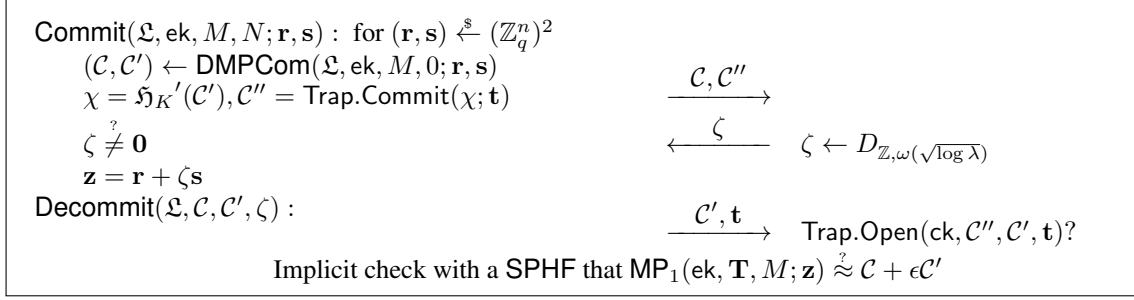 Commit(𝔏, ek, M, N; r, s) : for (r, s) ←$ (ℤ_q^n)^2
(𝒞, 𝒞′) ← DMPCom(𝔏, ek, M, 0; r, s)
χ = ℌ_K′(𝒞′), 𝒞″ = Trap.Commit(χ; t) 𝒞, 𝒞″ →
ζ ≠? 0 ← ζ ζ ← D_{ℤ,ω(√log λ)}
z = r + ζs
Decommit(𝔏, 𝒞, 𝒞′, ζ) : 𝒞′, t → Trap.Open(ck, 𝒞″, 𝒞′, t)?
Implicit check with a SPHF that MP_1(ek, T, M; z) ≈? 𝒞 + ϵ𝒞′